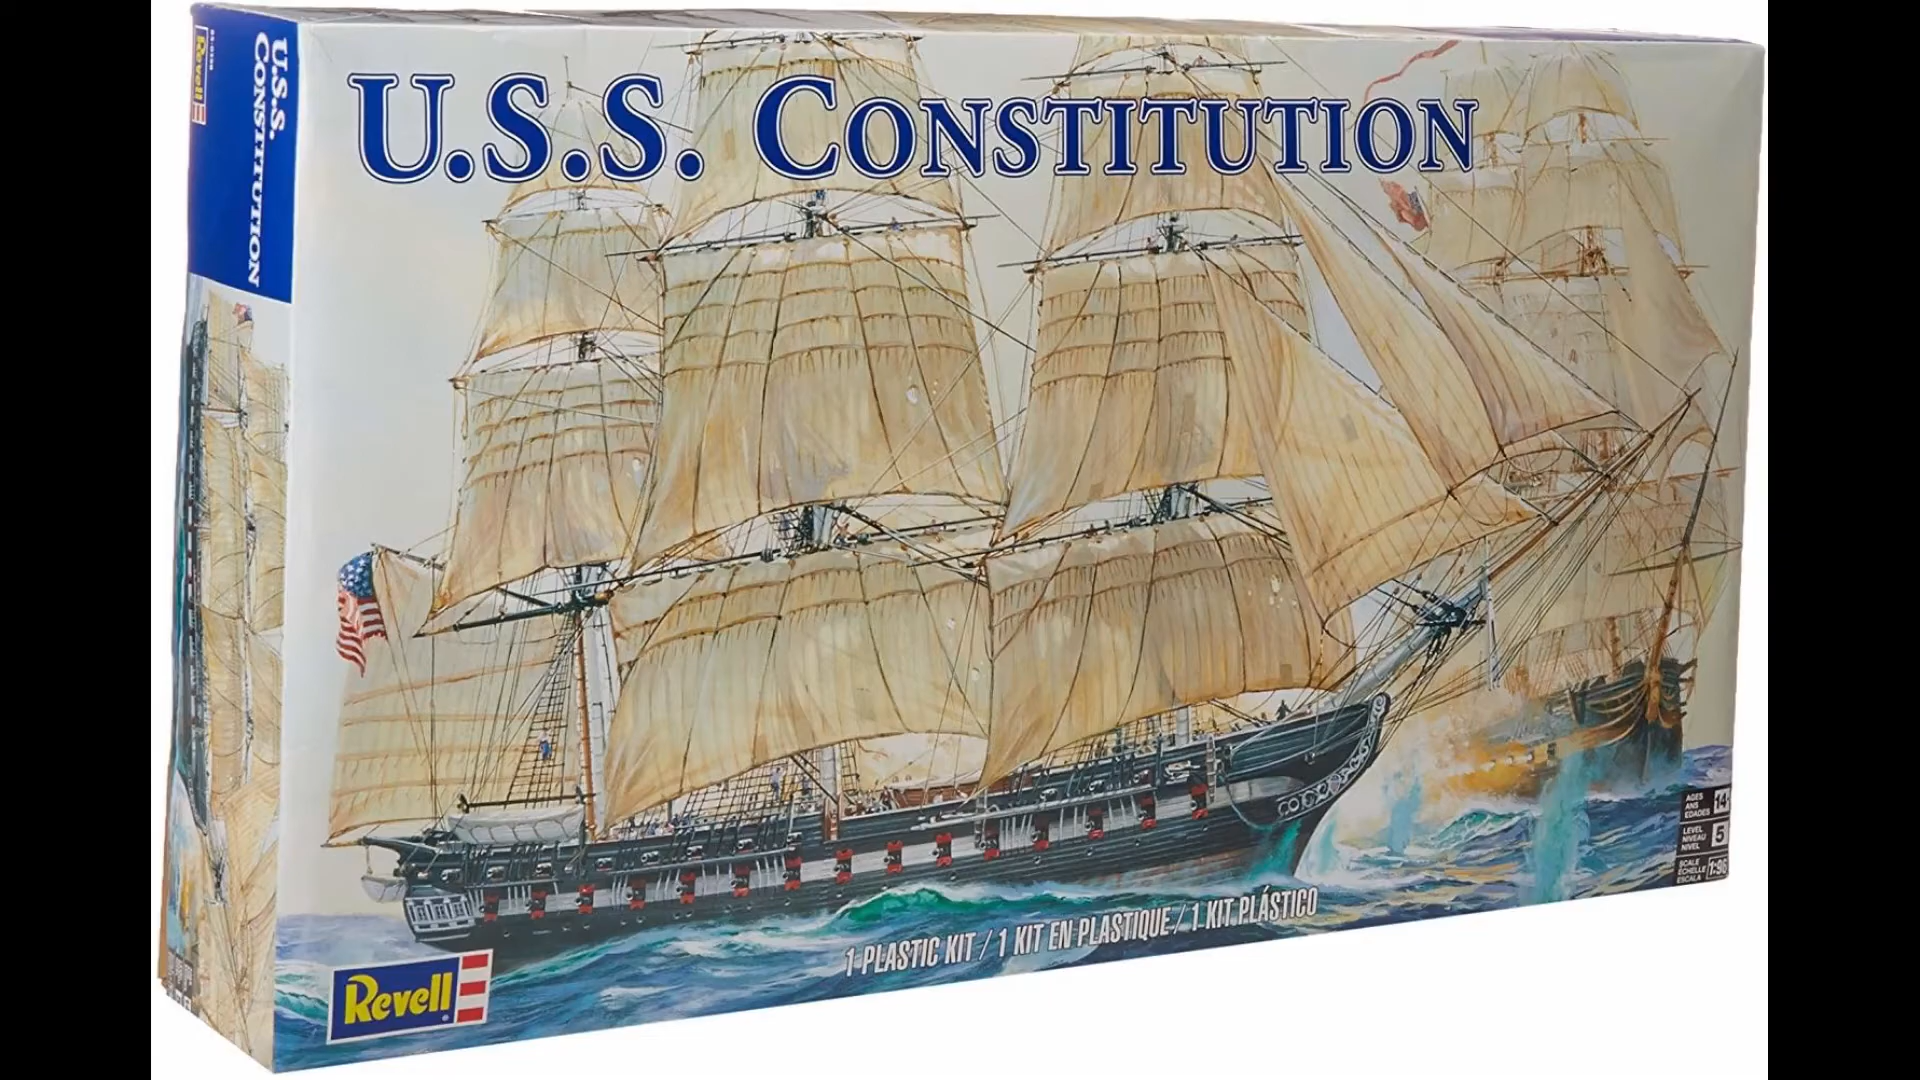 U.S.S. CONSTITUTION
U.S.S.
CONSTITUTION
Revell
AGES
ANS
EDADES
14+
LEVEL
NIVEAU
NIVEL
5
SCALE
ÉCHELLE
ESCALA
1:96
1 PLASTIC KIT / 1 KIT EN PLASTIQUE / 1 KIT PLÁSTICO
Revell